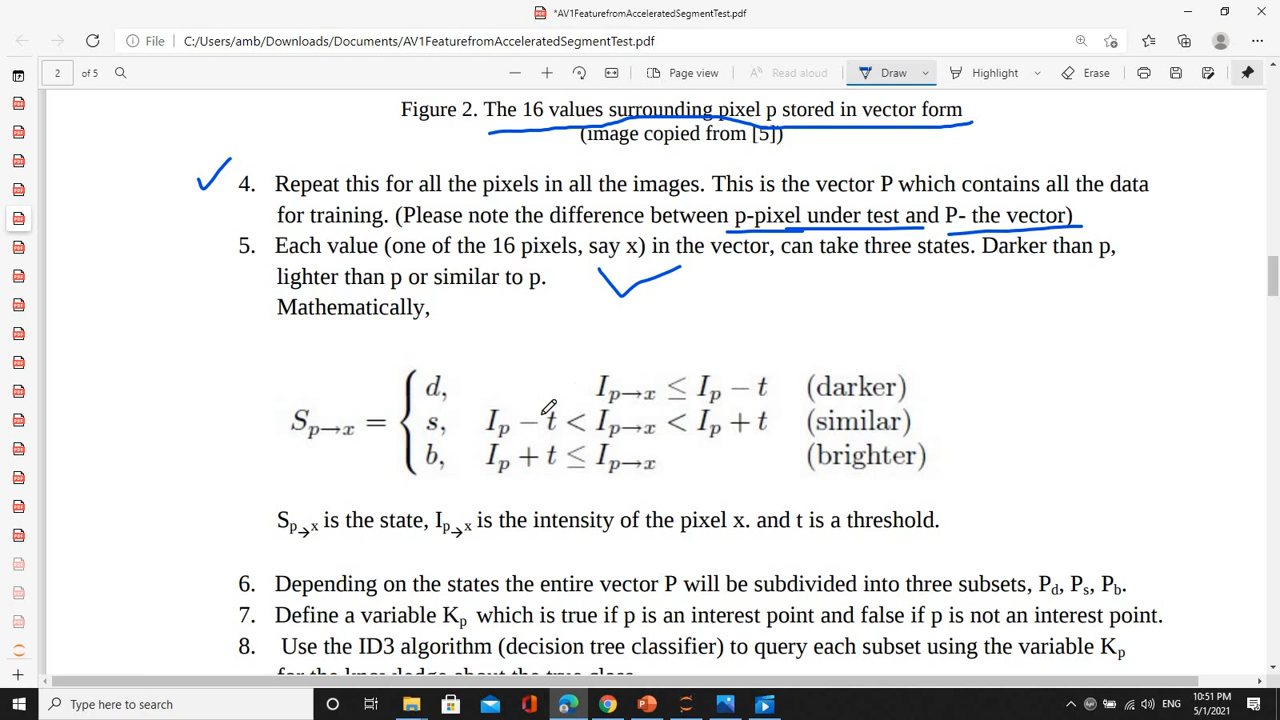 *AV1FeaturefromAcceleratedSegmentTest.pdf
File C:/Users/amb/Downloads/Documents/AV1FeaturefromAcceleratedSegmentTest.pdf
2 of 5 Page view Read aloud Draw Highlight Erase
Figure 2. The 16 values surrounding pixel p stored in vector form
(image copied from [5])
4. Repeat this for all the pixels in all the images. This is the vector P which contains all the data
for training. (Please note the difference between p-pixel under test and P- the vector)
5. Each value (one of the 16 pixels, say x) in the vector, can take three states. Darker than p,
lighter than p or similar to p.
Mathematically,
d, I_{p→x} ≤ I_p − t (darker)
S_{p→x} = { s, I_p − t < I_{p→x} < I_p + t (similar)
b, I_p + t ≤ I_{p→x} (brighter)
S_{p→x} is the state, I_{p→x} is the intensity of the pixel x. and t is a threshold.
6. Depending on the states the entire vector P will be subdivided into three subsets, P_d, P_s, P_b.
7. Define a variable K_p which is true if p is an interest point and false if p is not an interest point.
8. Use the ID3 algorithm (decision tree classifier) to query each subset using the variable K_p
for the knowledge about the true class.
Type here to search
ENG
10:51 PM
5/1/2021